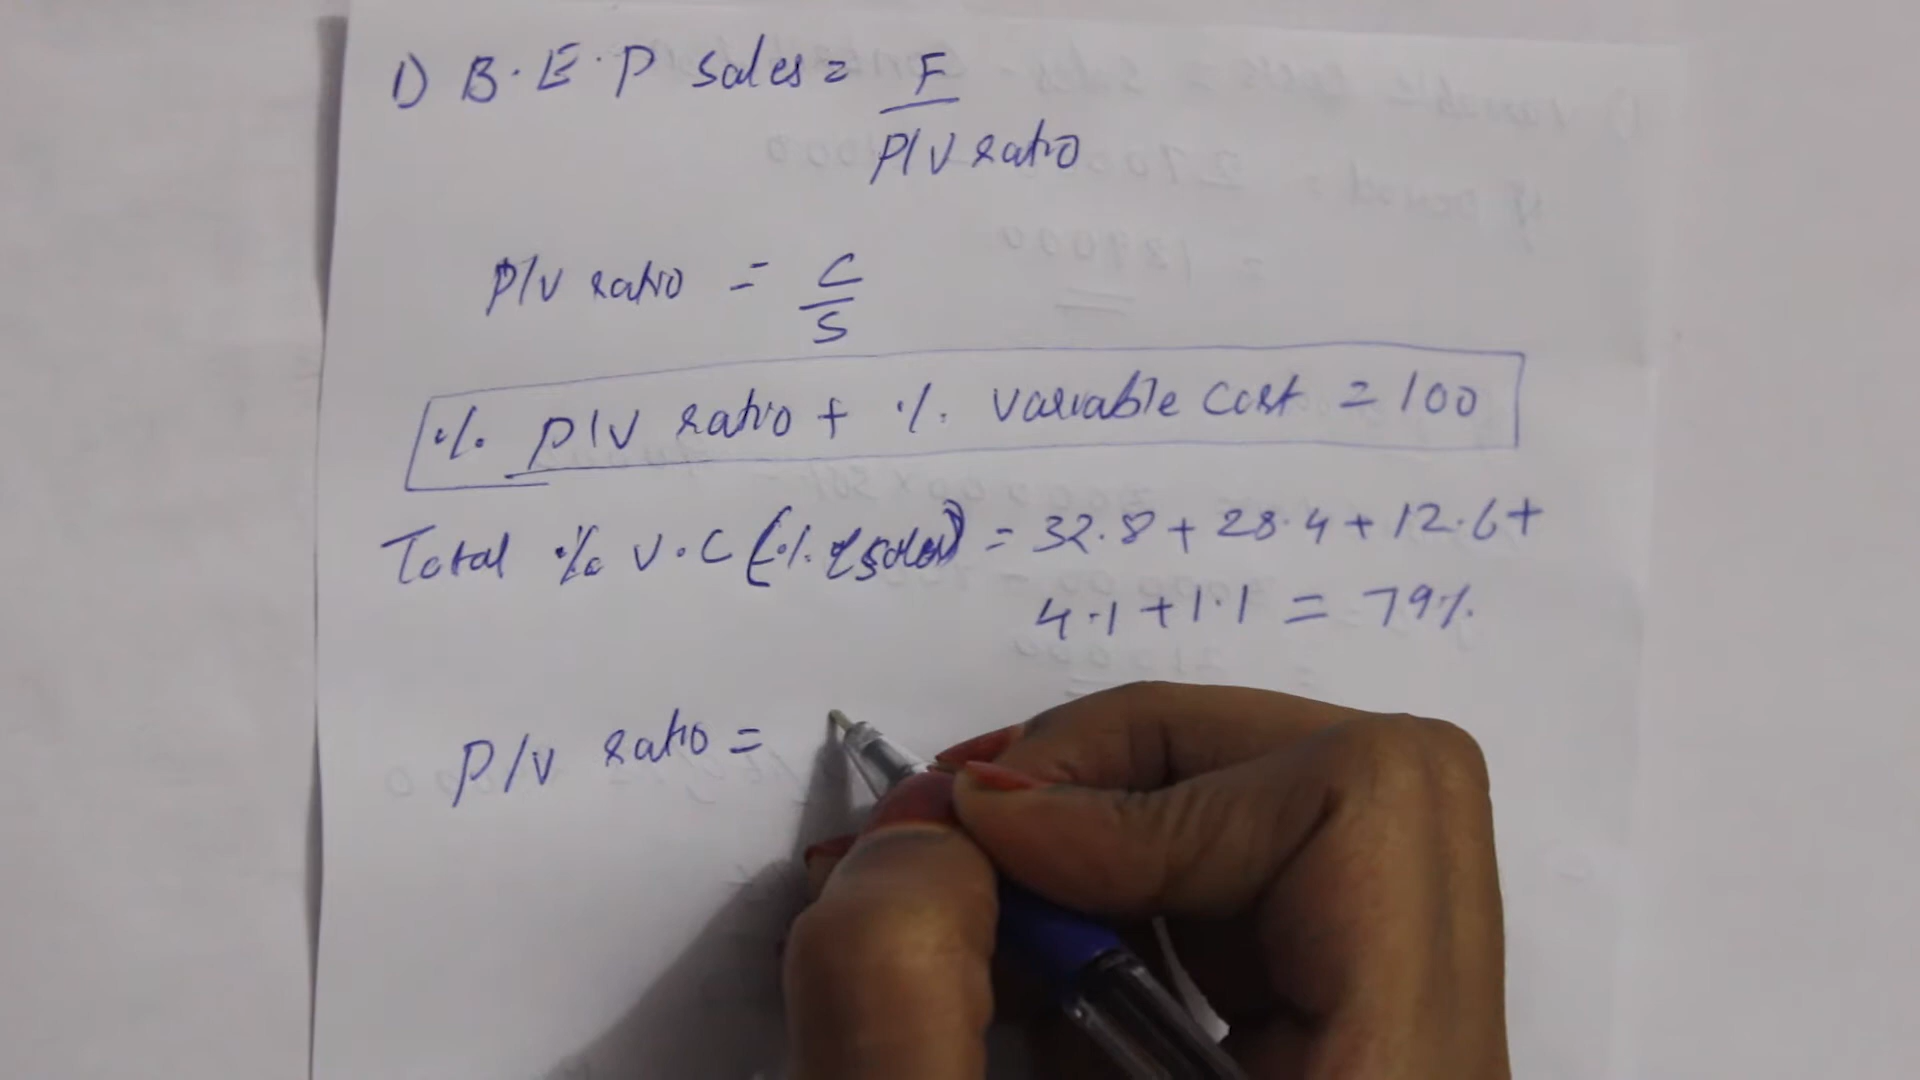 1) B.E.P sales = F
P/V ratio
P/V ratio = C
S
% P/V ratio + % variable cost = 100
Total % V.C (% of sales) = 32.8 + 28.4 + 12.6 +
4.1 + 1.1 = 79%
P/V ratio =